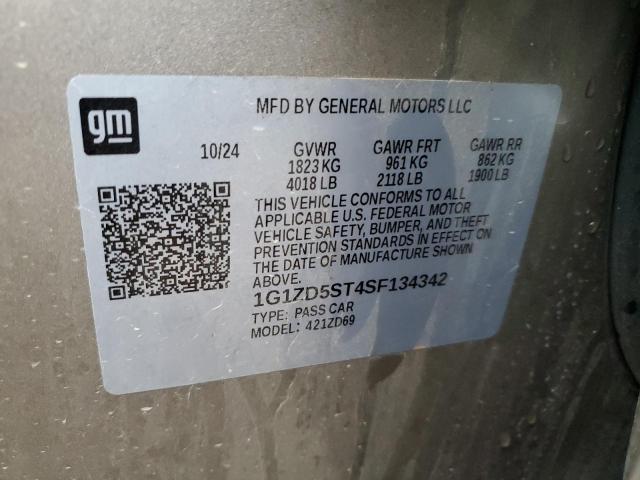 gm
MFD BY GENERAL MOTORS LLC
10/24 GVWR GAWR FRT GAWR RR
1823 KG 961 KG 862 KG
4018 LB 2118 LB 1900 LB
THIS VEHICLE CONFORMS TO ALL
APPLICABLE U.S. FEDERAL MOTOR
VEHICLE SAFETY, BUMPER, AND THEFT
PREVENTION STANDARDS IN EFFECT ON
THE DATE OF MANUFACTURE SHOWN
ABOVE.
1G1ZD5ST4SF134342
TYPE: PASS CAR
MODEL: 421ZD69